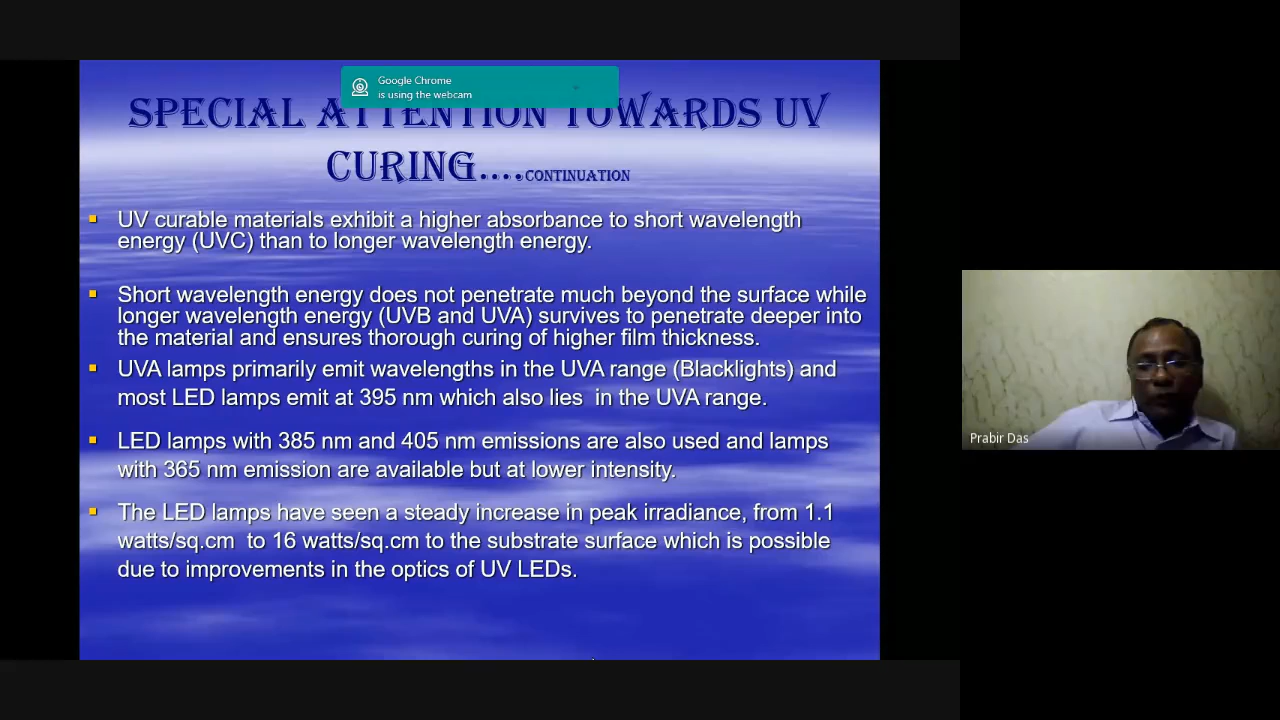 Google Chrome
is using the webcam
SPECIAL ATTENTION TOWARDS UV
CURING....CONTINUATION
UV curable materials exhibit a higher absorbance to short wavelength
energy (UVC) than to longer wavelength energy.
Short wavelength energy does not penetrate much beyond the surface while
longer wavelength energy (UVB and UVA) survives to penetrate deeper into
the material and ensures thorough curing of higher film thickness.
UVA lamps primarily emit wavelengths in the UVA range (Blacklights) and
most LED lamps emit at 395 nm which also lies in the UVA range.
LED lamps with 385 nm and 405 nm emissions are also used and lamps
with 365 nm emission are available but at lower intensity.
The LED lamps have seen a steady increase in peak irradiance, from 1.1
watts/sq.cm to 16 watts/sq.cm to the substrate surface which is possible
due to improvements in the optics of UV LEDs.
Prabir Das